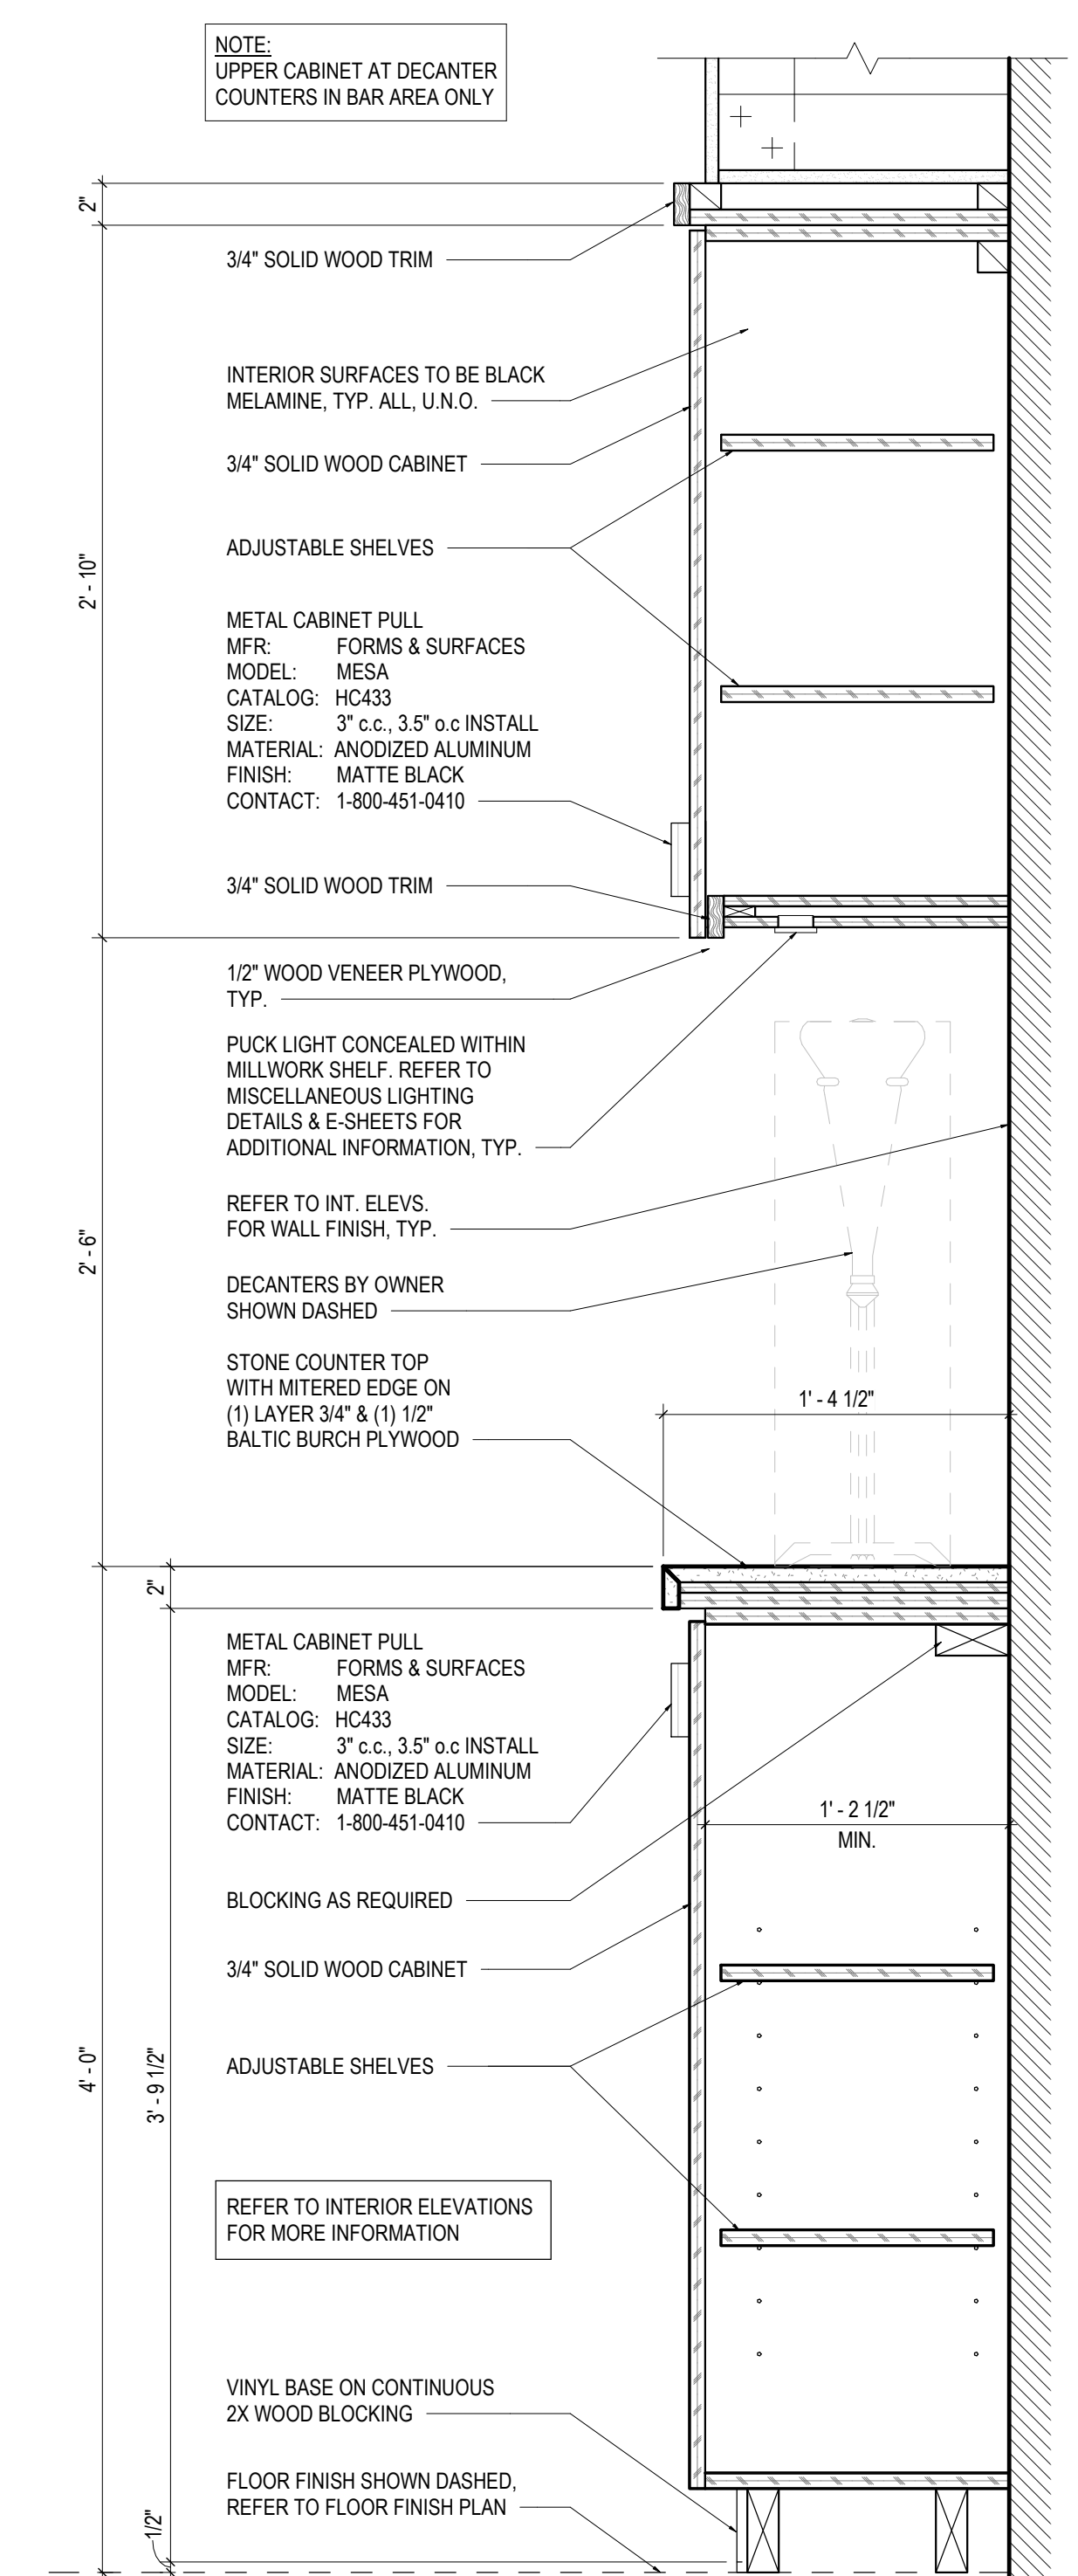 NOTE:
UPPER CABINET AT DECANTER
COUNTERS IN BAR AREA ONLY
2"
3/4" SOLID WOOD TRIM
INTERIOR SURFACES TO BE BLACK
MELAMINE, TYP. ALL, U.N.O.
3/4" SOLID WOOD CABINET
ADJUSTABLE SHELVES
2' - 10"
METAL CABINET PULL
MFR: FORMS & SURFACES
MODEL: MESA
CATALOG: HC433
SIZE: 3" c.c., 3.5" o.c INSTALL
MATERIAL: ANODIZED ALUMINUM
FINISH: MATTE BLACK
CONTACT: 1-800-451-0410
3/4" SOLID WOOD TRIM
1/2" WOOD VENEER PLYWOOD,
TYP.
PUCK LIGHT CONCEALED WITHIN
MILLWORK SHELF. REFER TO
MISCELLANEOUS LIGHTING
DETAILS & E-SHEETS FOR
ADDITIONAL INFORMATION, TYP.
REFER TO INT. ELEVS.
FOR WALL FINISH, TYP.
2' - 6"
DECANTERS BY OWNER
SHOWN DASHED
STONE COUNTER TOP
WITH MITERED EDGE ON
(1) LAYER 3/4" & (1) 1/2"
BALTIC BURCH PLYWOOD
1' - 4 1/2"
2"
METAL CABINET PULL
MFR: FORMS & SURFACES
MODEL: MESA
CATALOG: HC433
SIZE: 3" c.c., 3.5" o.c INSTALL
MATERIAL: ANODIZED ALUMINUM
FINISH: MATTE BLACK
CONTACT: 1-800-451-0410
1' - 2 1/2"
MIN.
BLOCKING AS REQUIRED
3/4" SOLID WOOD CABINET
ADJUSTABLE SHELVES
4' - 0"
3' - 9 1/2"
REFER TO INTERIOR ELEVATIONS
FOR MORE INFORMATION
VINYL BASE ON CONTINUOUS
2X WOOD BLOCKING
FLOOR FINISH SHOWN DASHED,
REFER TO FLOOR FINISH PLAN
1/2"